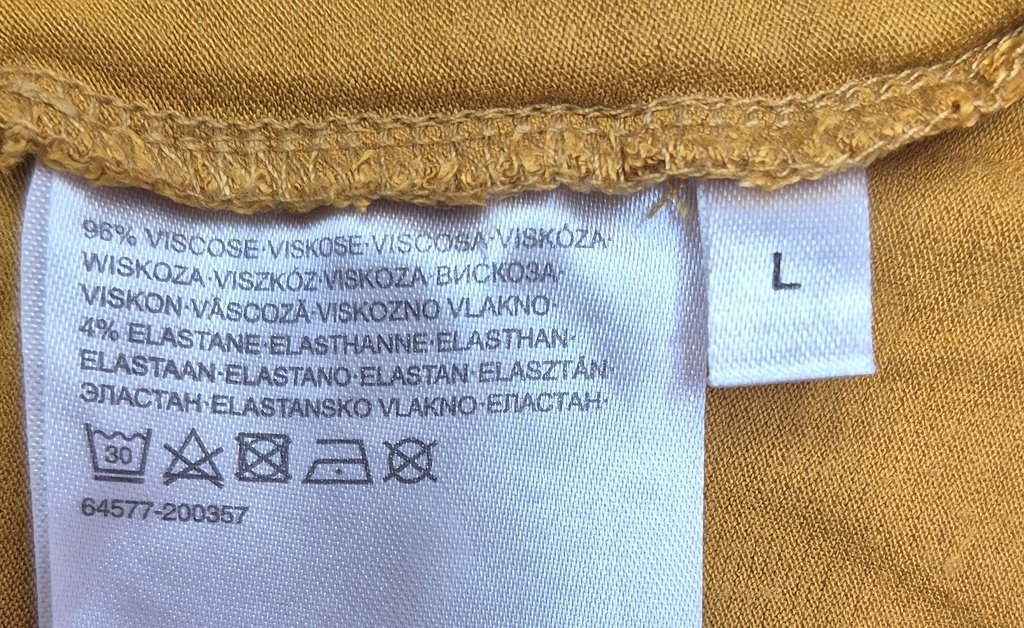 96% VISCOSE·VISKOSE·VISCOSA·VISKÓZA·
WISKOZA·VISZKÓZ·VISKOZA·ВИСКОЗА·
VISKON·VÂSCOZĂ·VISKOZNO VLAKNO·
4% ELASTANE·ELASTHANNE·ELASTHAN·
ELASTAAN·ELASTANO·ELASTAN·ELASZTÁN·
ЭЛАСТАН·ELASTANSKO VLAKNO·ЕЛАСТАН·
30
64577-200357
L